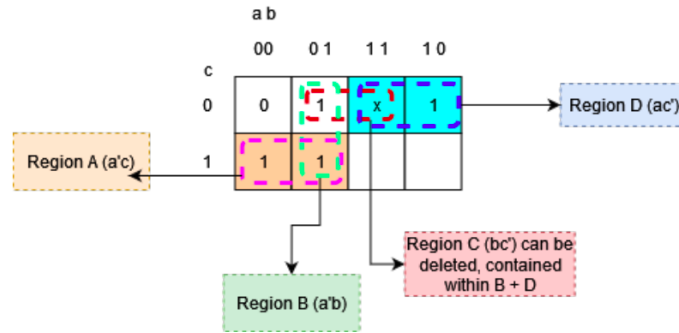 a b
00 0 1 1 1 1 0
c
0 0 1 x 1
Region D (ac')
Region A (a'c)
1 1 1
Region B (a'b)
Region C (bc') can be
deleted, contained
within B + D